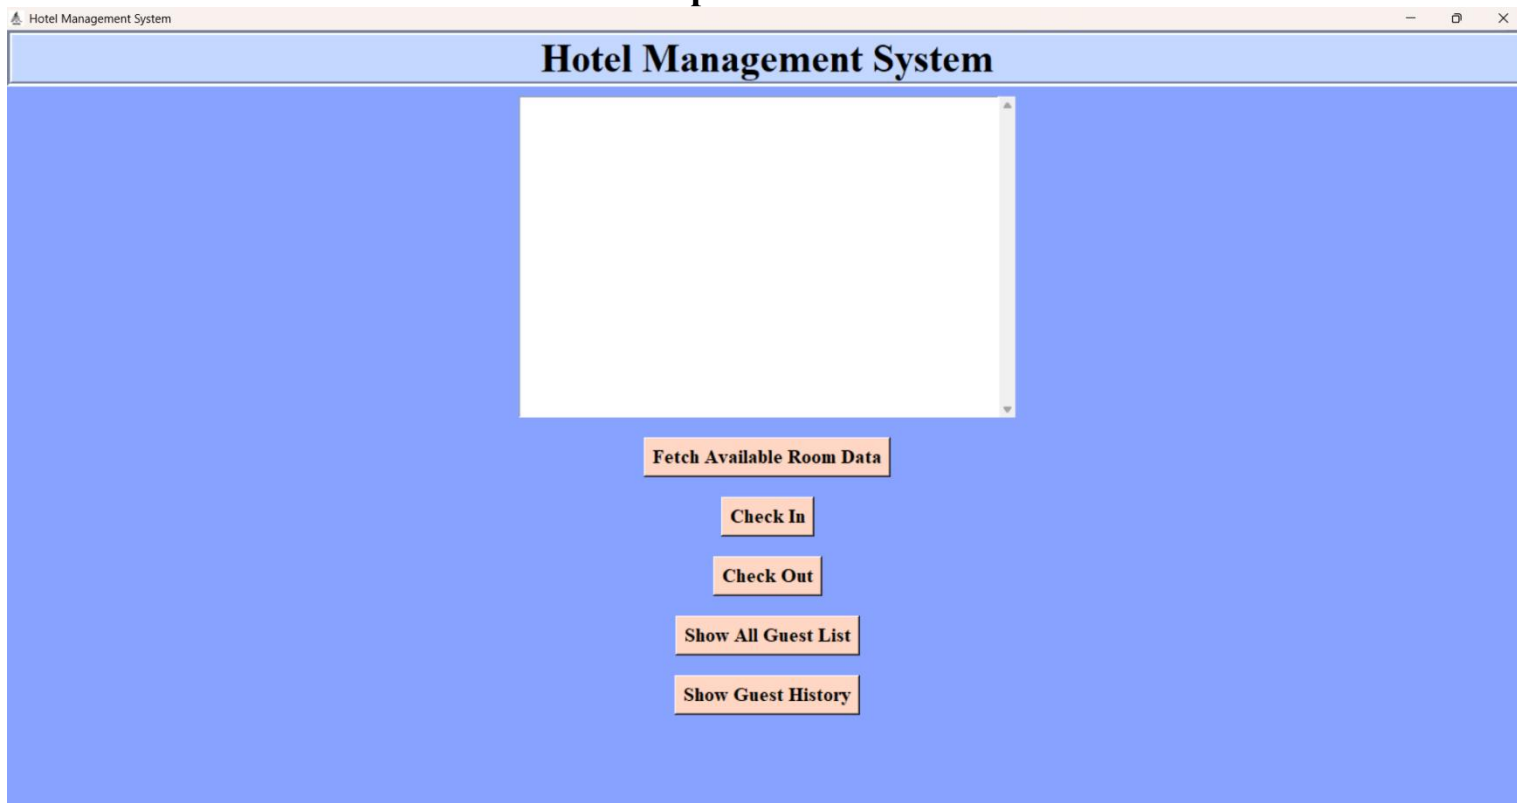 Hotel Management System
Hotel Management System
Fetch Available Room Data
Check In
Check Out
Show All Guest List
Show Guest History